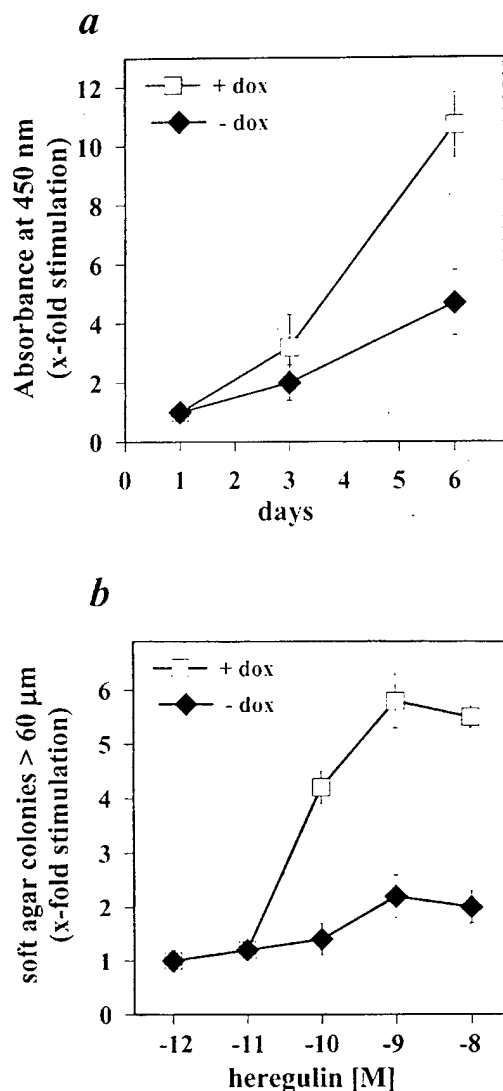 a
Absorbance at 450 nm
(x-fold stimulation)
12
10
8
6
4
2
0
+ dox
- dox
0 1 2 3 4 5 6
days
b
soft agar colonies > 60 µm
(x-fold stimulation)
6
5
4
3
2
1
0
+ dox
- dox
-12 -11 -10 -9 -8
heregulin [M]